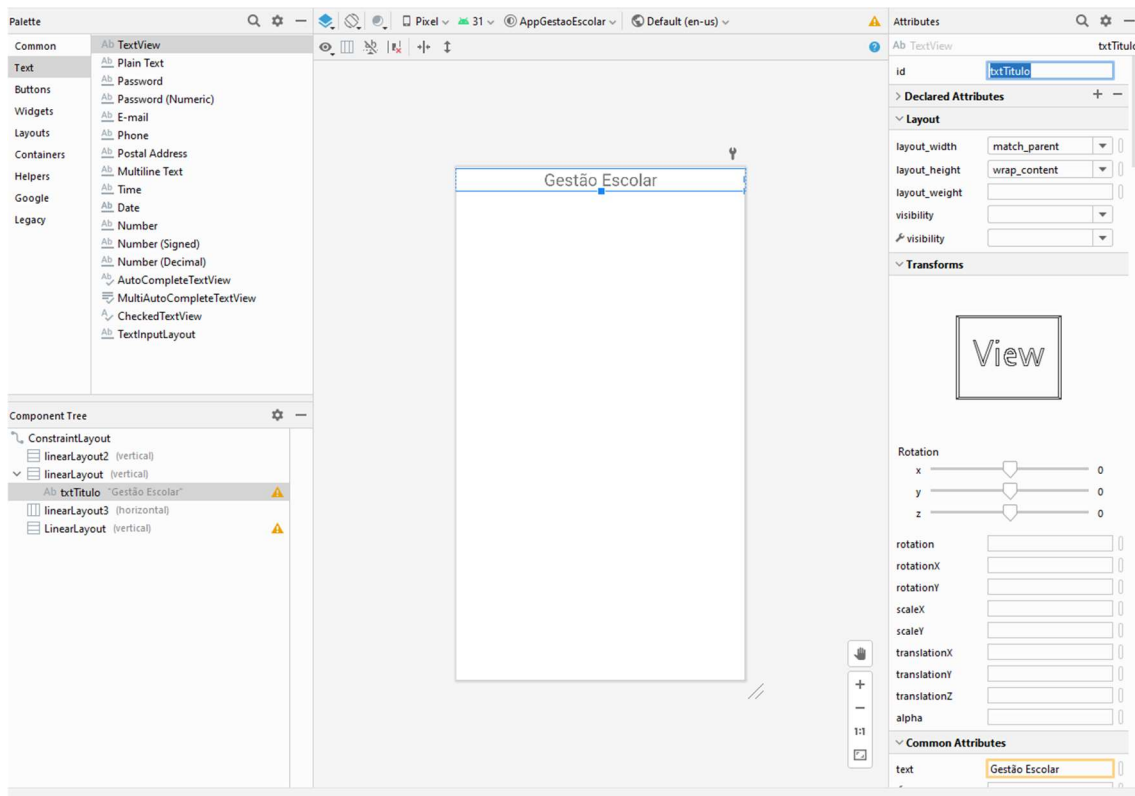 Palette
Common
Text
Buttons
Widgets
Layouts
Containers
Helpers
Google
Legacy
Ab TextView
Ab Plain Text
Ab Password
Ab Password (Numeric)
Ab E-mail
Ab Phone
Ab Postal Address
Ab Multiline Text
Ab Time
Ab Date
Ab Number
Ab Number (Signed)
Ab Number (Decimal)
AutoCompleteTextView
MultiAutoCompleteTextView
CheckedTextView
Ab TextInputLayout
Component Tree
ConstraintLayout
linearLayout2 (vertical)
linearLayout (vertical)
Ab txtTitulo "Gestão Escolar"
linearLayout3 (horizontal)
LinearLayout (vertical)
Pixel 31 AppGestaoEscolar Default (en-us)
Gestão Escolar
1:1
Attributes
Ab TextView txtTitulo
id txtTitulo
Declared Attributes
Layout
layout_width match_parent
layout_height wrap_content
layout_weight
visibility
visibility
Transforms
View
Rotation
x 0
y 0
z 0
rotation
rotationX
rotationY
scaleX
scaleY
translationX
translationY
translationZ
alpha
Common Attributes
text Gestão Escolar